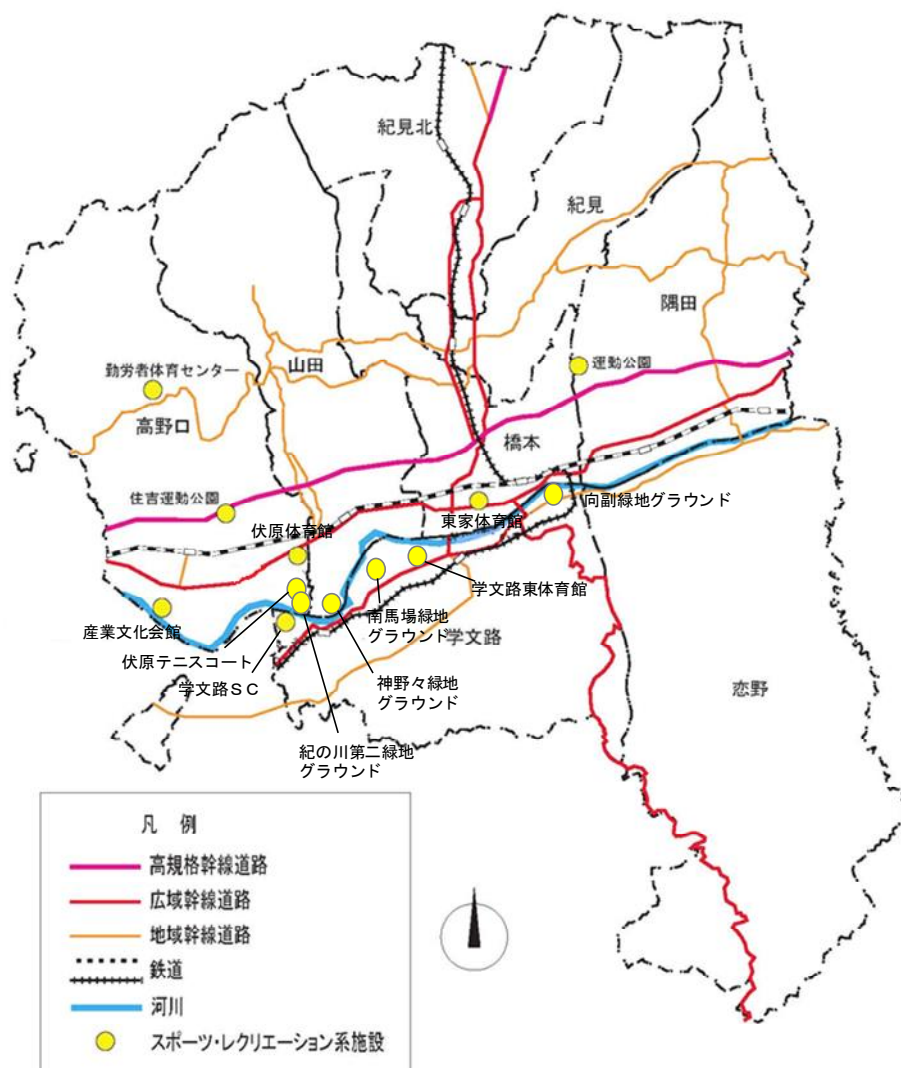 紀見北
紀見
隅田
山田
運動公園
勤労者体育センター
高野口
橋本
住吉運動公園
向副緑地グラウンド
東家体育館
伏原体育館
学文路東体育館
南馬場緑地
グラウンド
産業文化会館
学文路
伏原テニスコート
学文路SC
神野々緑地
グラウンド
恋野
紀の川第二緑地
グラウンド
凡 例
高規格幹線道路
広域幹線道路
地域幹線道路
鉄道
河川
スポーツ・レクリエーション系施設